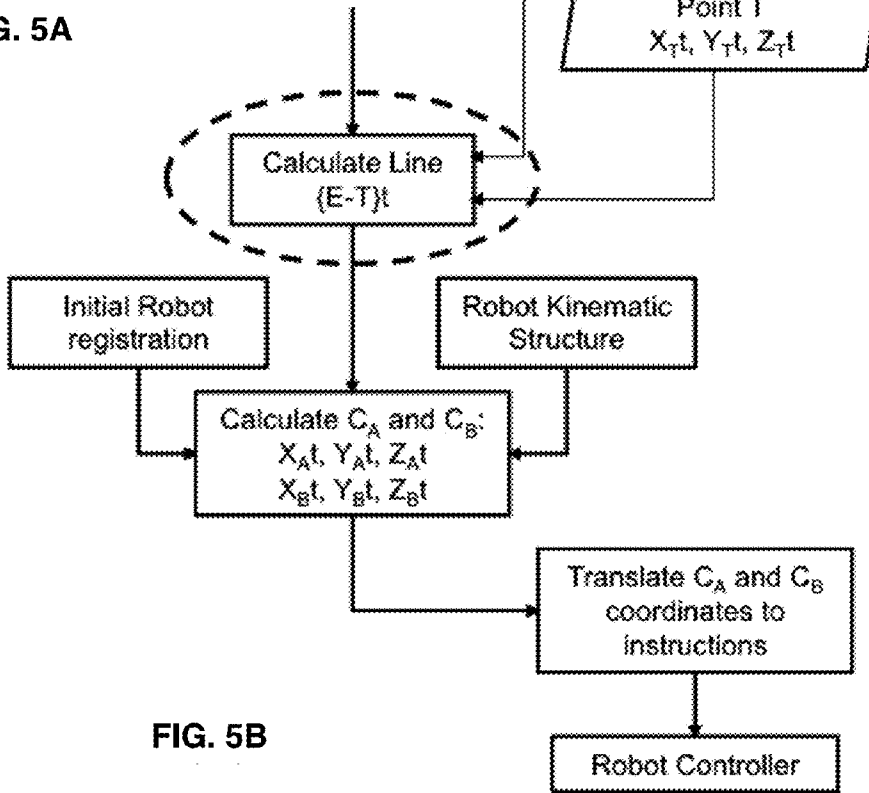 G. 5A
Point T
X_Tt, Y_Tt, Z_Tt
Calculate Line
{E-T}t
Initial Robot
registration
Robot Kinematic
Structure
Calculate C_A and C_B:
X_At, Y_At, Z_At
X_Bt, Y_Bt, Z_Bt
Translate C_A and C_B
coordinates to
instructions
FIG. 5B
Robot Controller